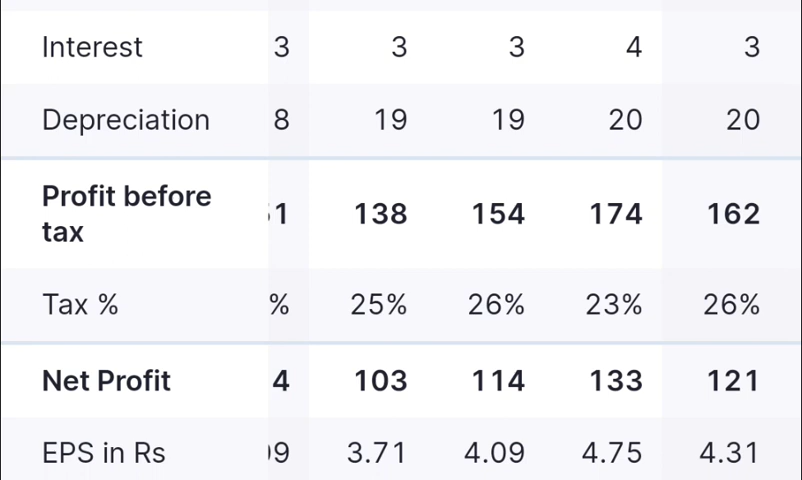 Interest 3 3 3 4 3
Depreciation 8 19 19 20 20
Profit before
tax 1 138 154 174 162
Tax % % 25% 26% 23% 26%
Net Profit 4 103 114 133 121
EPS in Rs 9 3.71 4.09 4.75 4.31